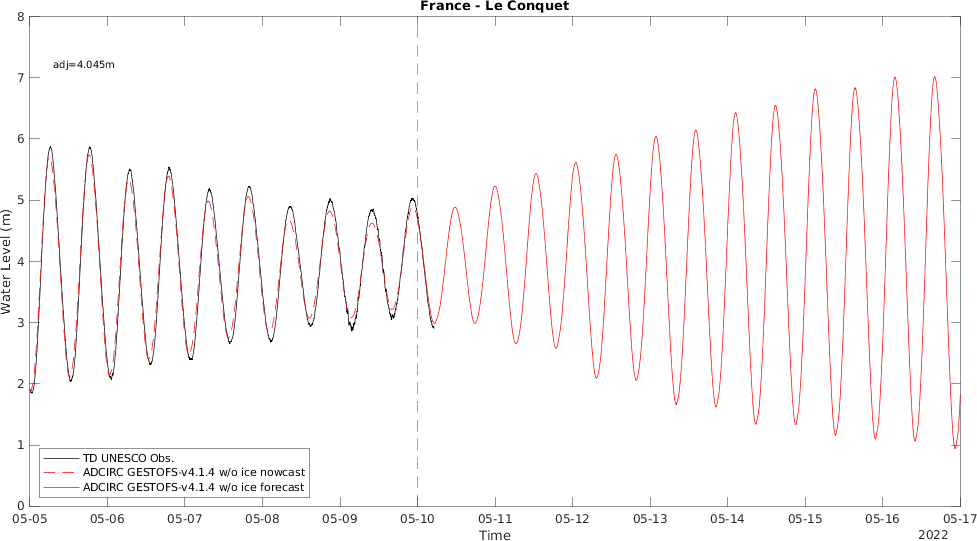 France - Le Conquet
8
7
6
5
4
3
2
1
0
Water Level (m)
adj=4.045m
TD UNESCO Obs.
ADCIRC GESTOFS-v4.1.4 w/o ice nowcast
ADCIRC GESTOFS-v4.1.4 w/o ice forecast
05-05 05-06 05-07 05-08 05-09 05-10 05-11 05-12 05-13 05-14 05-15 05-16 05-17
Time
2022